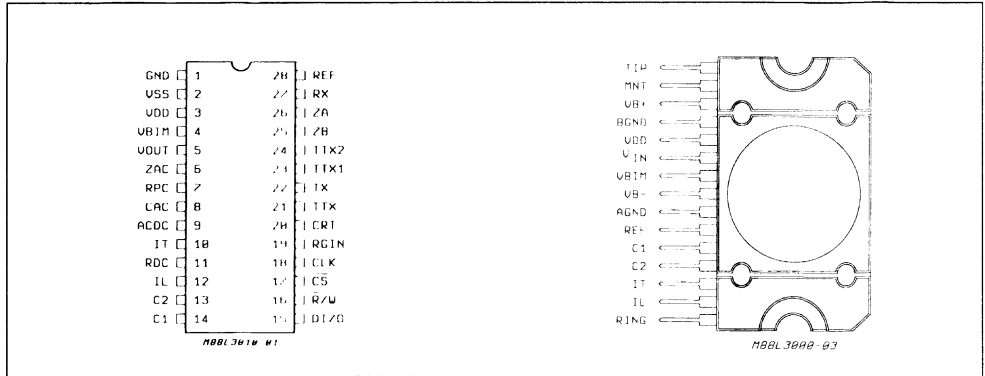 GND 1 28 REF
VSS 2 27 RX
VDD 3 26 ZA
VBIM 4 25 ZB
VOUT 5 24 TTX2
ZAC 6 23 TTX1
RPC 7 22 TX
CAC 8 21 TTX
ACDC 9 20 CRT
IT 10 19 RGIN
RDC 11 18 CLK
IL 12 17 CS
C2 13 16 R/W
C1 14 15 DI/O
M88L3010-01
TIP
MNT
VB+
BGND
VDD
VIN
VBIM
VB-
AGND
REF
C1
C2
IT
IL
RING
M88L3000-03